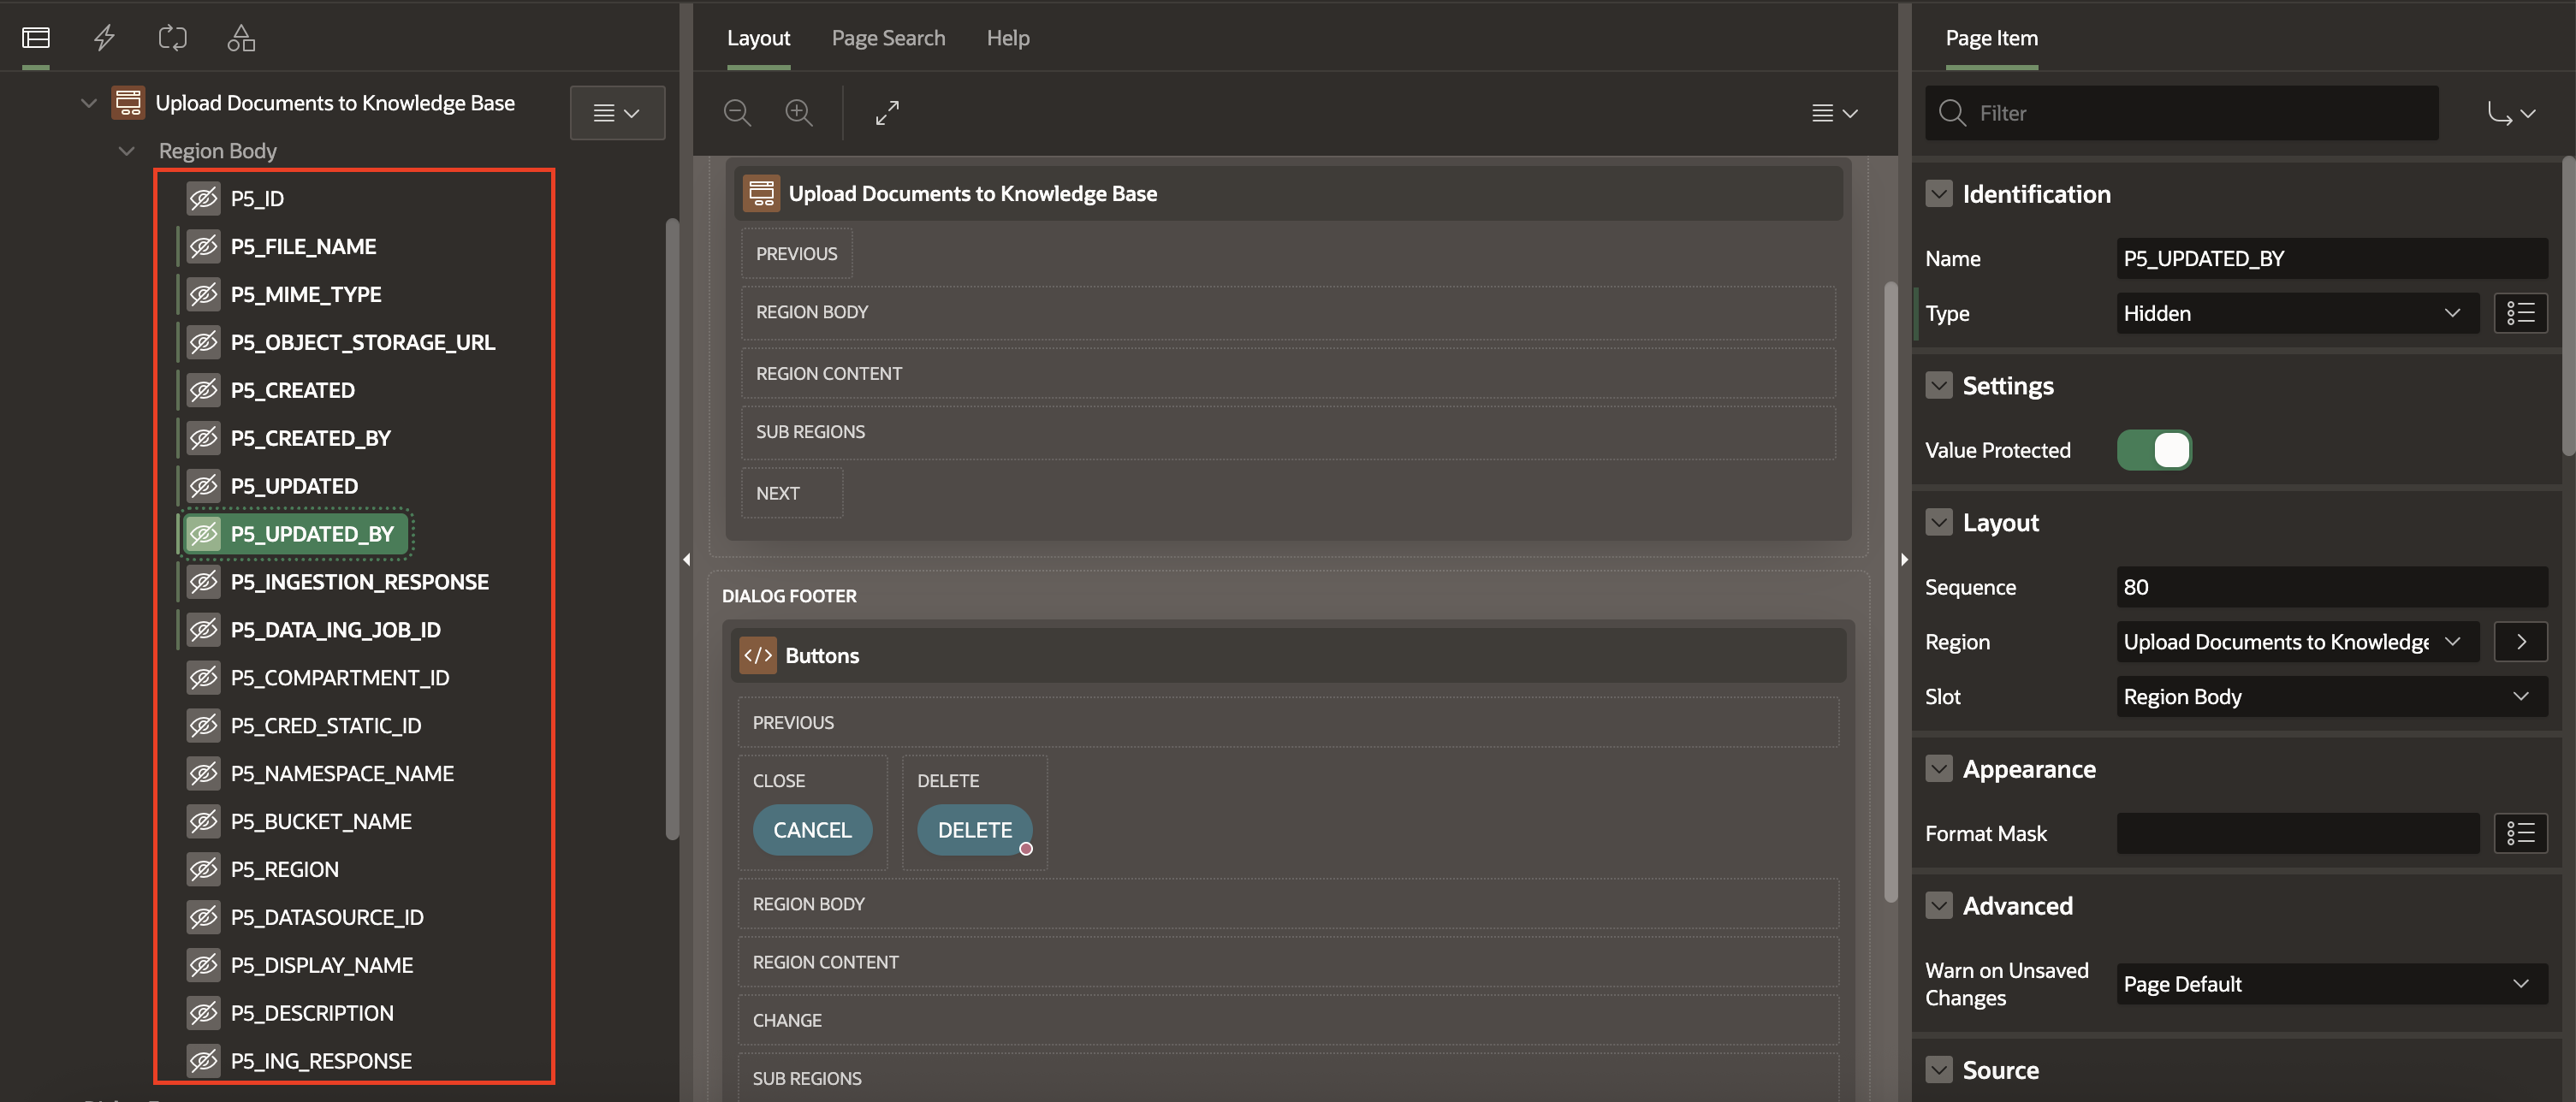 Upload Documents to Knowledge Base
Region Body
P5_ID
P5_FILE_NAME
P5_MIME_TYPE
P5_OBJECT_STORAGE_URL
P5_CREATED
P5_CREATED_BY
P5_UPDATED
P5_UPDATED_BY
P5_INGESTION_RESPONSE
P5_DATA_ING_JOB_ID
P5_COMPARTMENT_ID
P5_CRED_STATIC_ID
P5_NAMESPACE_NAME
P5_BUCKET_NAME
P5_REGION
P5_DATASOURCE_ID
P5_DISPLAY_NAME
P5_DESCRIPTION
P5_ING_RESPONSE
Layout Page Search Help
Upload Documents to Knowledge Base
PREVIOUS
REGION BODY
REGION CONTENT
SUB REGIONS
NEXT
DIALOG FOOTER
</> Buttons
PREVIOUS
CLOSE DELETE
CANCEL DELETE
REGION BODY
REGION CONTENT
CHANGE
SUB REGIONS
Page Item
Filter
Identification
Name P5_UPDATED_BY
Type Hidden
Settings
Value Protected
Layout
Sequence 80
Region Upload Documents to Knowledge
Slot Region Body
Appearance
Format Mask
Advanced
Warn on Unsaved Changes Page Default
Source